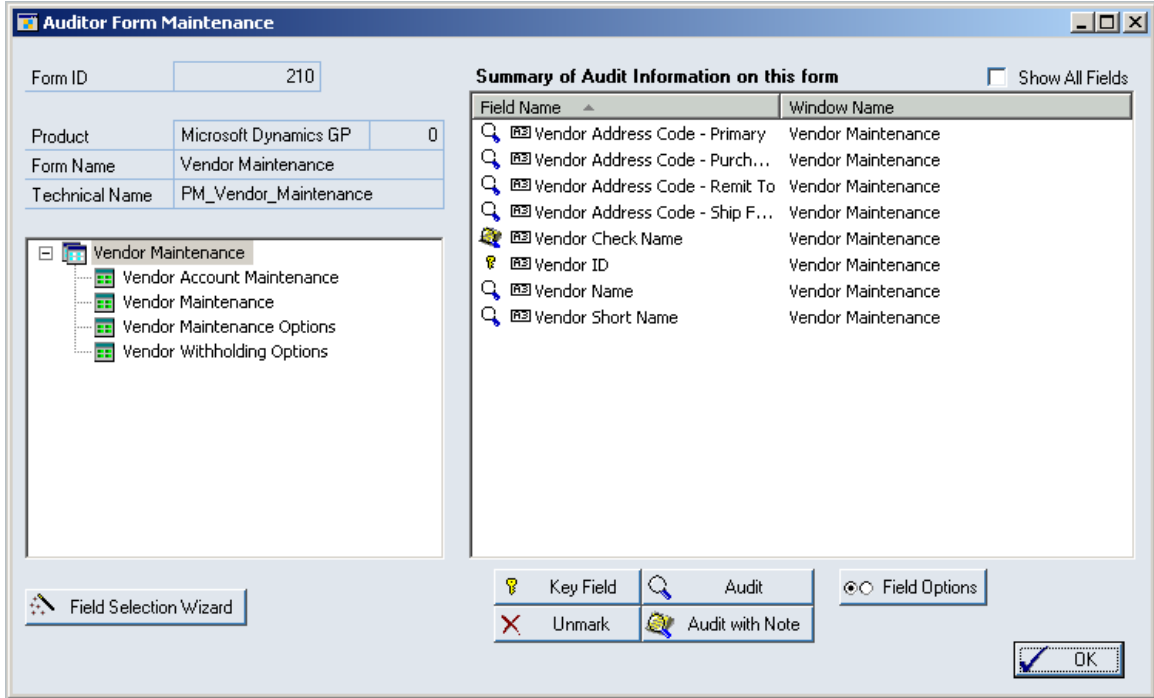 Auditor Form Maintenance
Form ID 210
Summary of Audit Information on this form Show All Fields
Field Name Window Name
Product Microsoft Dynamics GP 0
Form Name Vendor Maintenance
Technical Name PM_Vendor_Maintenance
Vendor Address Code - Primary Vendor Maintenance
Vendor Address Code - Purch... Vendor Maintenance
Vendor Address Code - Remit To Vendor Maintenance
Vendor Address Code - Ship F... Vendor Maintenance
Vendor Check Name Vendor Maintenance
Vendor ID Vendor Maintenance
Vendor Name Vendor Maintenance
Vendor Short Name Vendor Maintenance
Vendor Maintenance
Vendor Account Maintenance
Vendor Maintenance
Vendor Maintenance Options
Vendor Withholding Options
Field Selection Wizard
Key Field Audit Field Options
Unmark Audit with Note
OK